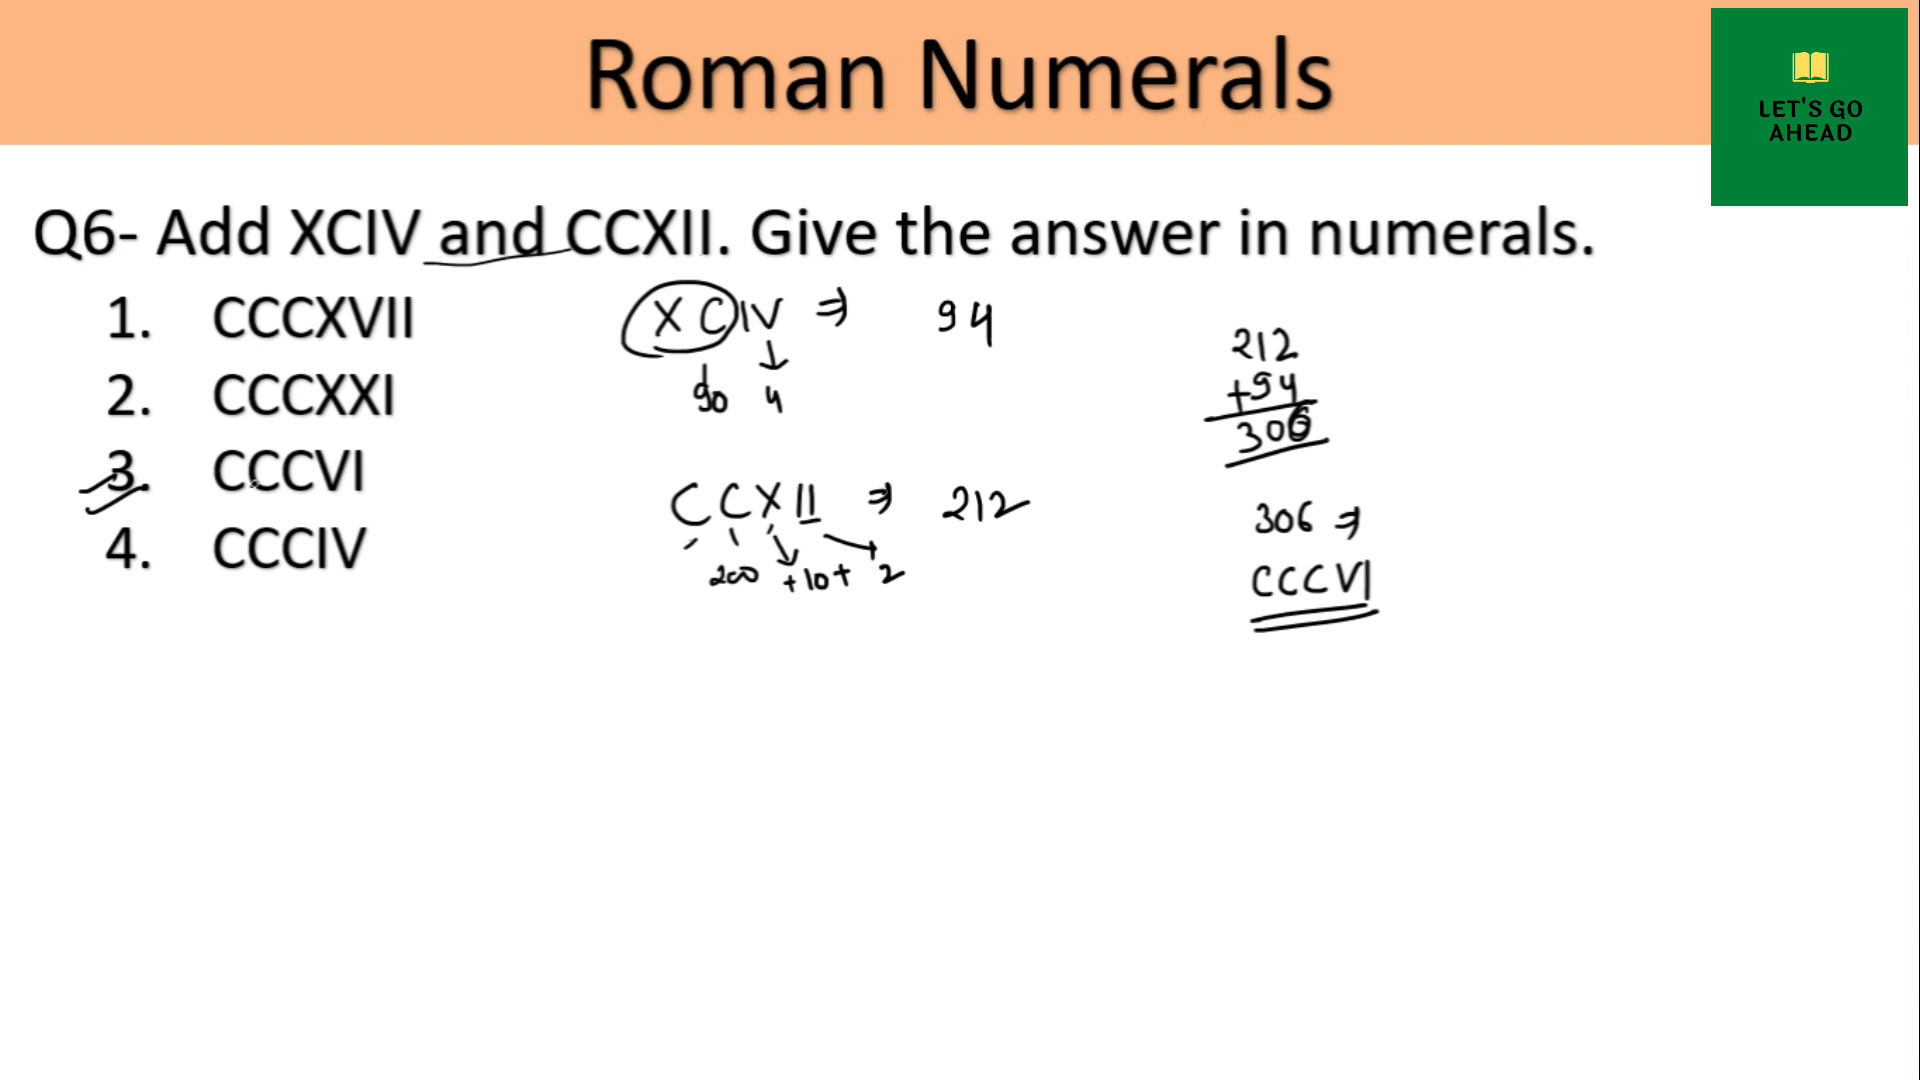 Roman Numerals
LET'S GO
AHEAD
Q6- Add XCIV and CCXII. Give the answer in numerals.
1. CCCXVII
2. CCCXXI
3. CCCVI
4. CCCIV
XCIV ⇒ 94
90 4
CCXII ⇒ 212
200 +10+ 2
212
+94
306
306 ⇒
CCCVI